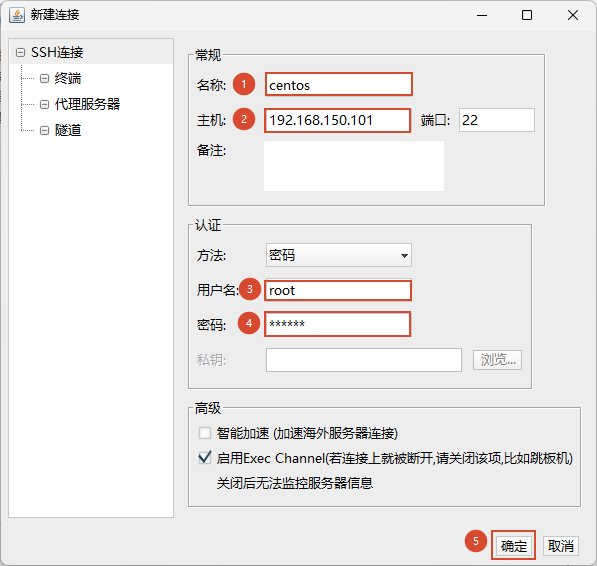 新建连接
SSH连接
终端
代理服务器
隧道
常规
名称: 1 centos
主机: 2 192.168.150.101 端口: 22
备注:
认证
方法: 密码
用户名: 3 root
密码: 4 ******
私钥: 浏览...
高级
智能加速 (加速海外服务器连接)
启用Exec Channel(若连接上就被断开,请关闭该项,比如跳板机)
关闭后无法监控服务器信息
5 确定 取消